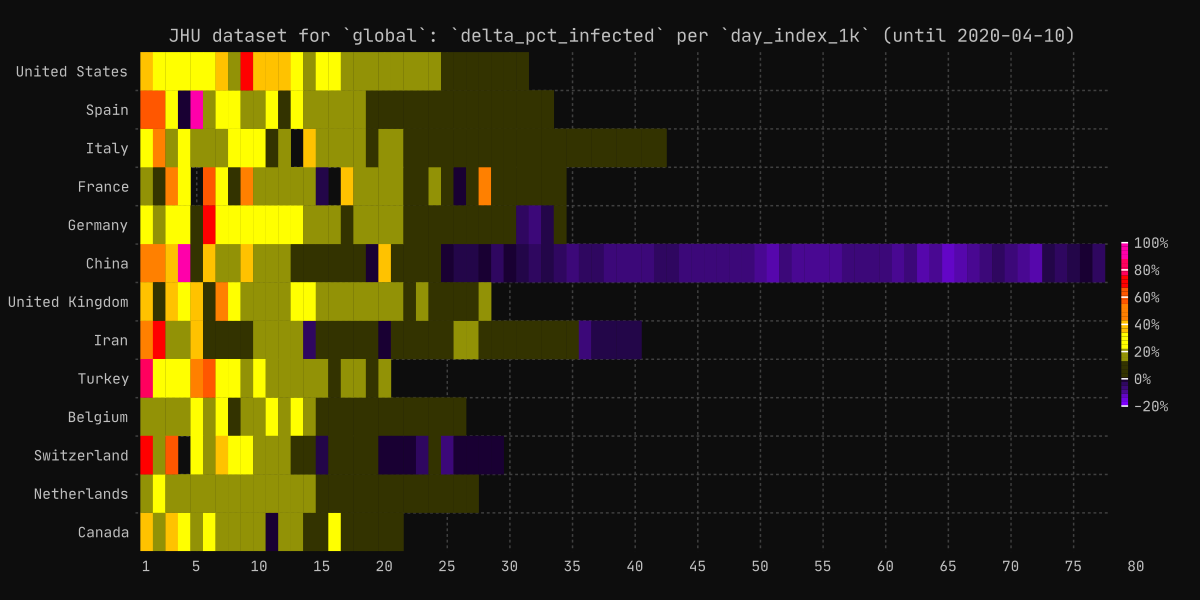 JHU dataset for `global`: `delta_pct_infected` per `day_index_1k` (until 2020-04-10)
United States
Spain
Italy
France
Germany
China
United Kingdom
Iran
Turkey
Belgium
Switzerland
Netherlands
Canada
1 5 10 15 20 25 30 35 40 45 50 55 60 65 70 75 80
100%
80%
60%
40%
20%
0%
-20%